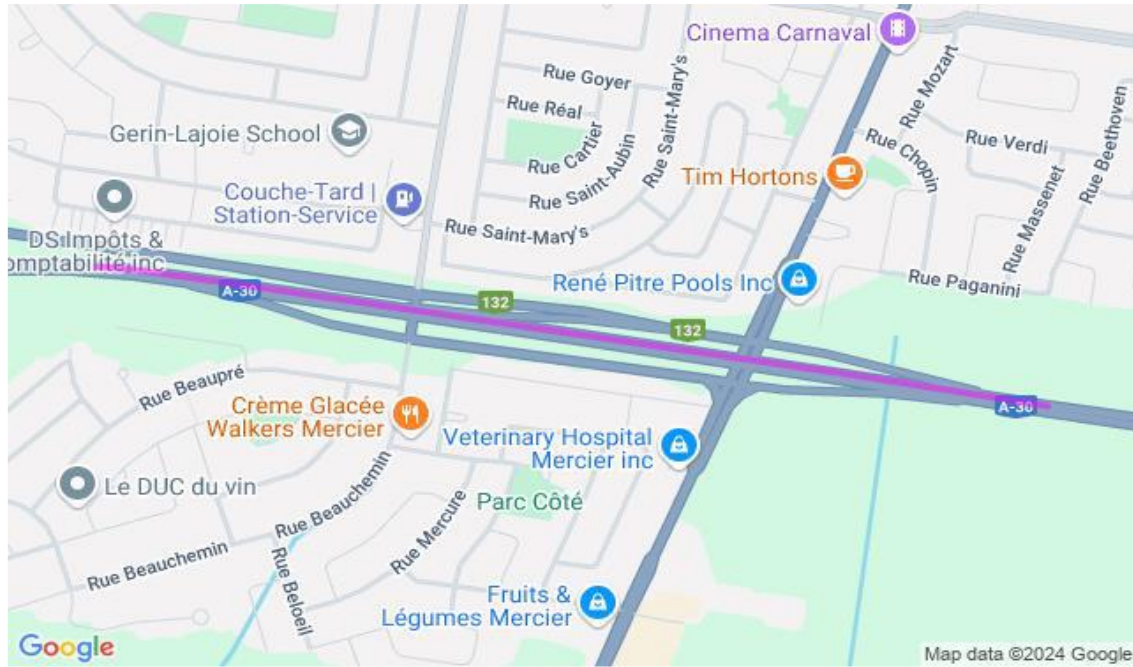 Cinema Carnaval
Rue Goyer
Rue Réal
Rue Saint-Mary's
Rue Mozart
Rue Beethoven
Gerin-Lajoie School
Rue Cartier
Rue Verdi
Rue Chopin
Tim Hortons
Couche-Tard |
Station-Service
Rue Saint-Aubin
Rue Massenet
Rue Saint-Mary's
DS Impôts &
omptabilité inc
René Pitre Pools Inc
Rue Paganini
A-30
132
132
Rue Beaupré
Crème Glacée
Walkers Mercier
A-30
Veterinary Hospital
Mercier inc
Le DUC du vin
Rue Beauchemin
Parc Côté
Rue Mercure
Rue Beauchemin
Rue Beloeil
Fruits &
Légumes Mercier
Google
Map data ©2024 Google